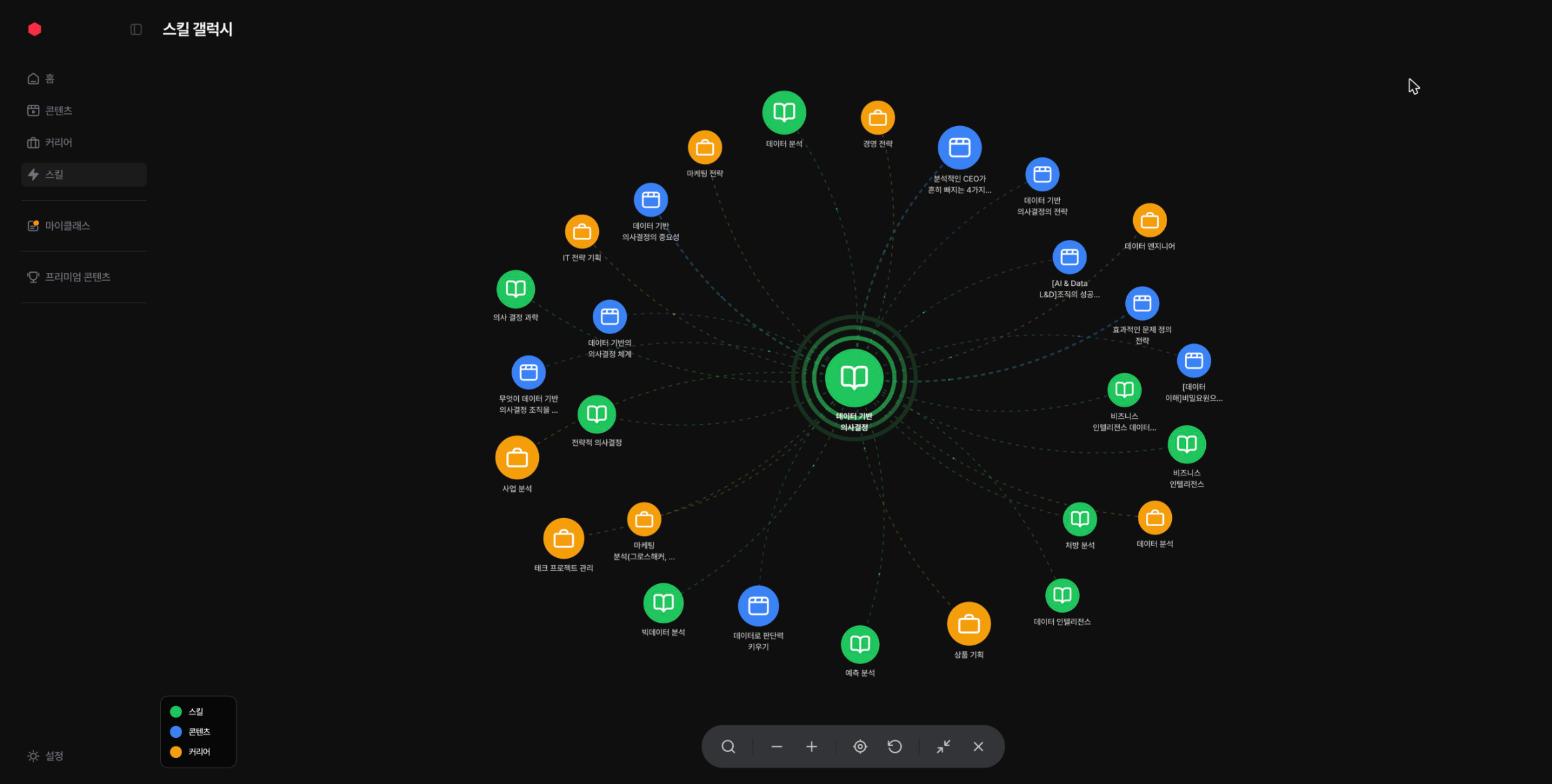 스킬 갤럭시
홈
콘텐츠
커리어
스킬
마이클래스
프리미엄 콘텐츠
설정
데이터 분석
경영 전략
마케팅 전략
분석적인 CEO가
흔히 빠지는 4가지...
데이터 기반
의사결정의 전략
데이터 기반
의사결정의 중요성
데이터 엔지니어
IT 전략 기획
[AI & Data
L&D]조직의 성공...
의사 결정 과학
효과적인 문제 정의
전략
데이터 기반의
의사결정 체계
[데이터
이해]비밀요원으...
무엇이 데이터 기반
의사결정 조직을 ...
데이터 기반
의사결정
비즈니스
인텔리전스 데이터...
전략적 의사결정
비즈니스
인텔리전스
사업 분석
처방 분석
데이터 분석
마케팅
분석(그로스해커, ...
테크 프로젝트 관리
데이터 인텔리전스
빅데이터 분석
데이터로 판단력
키우기
상품 기획
예측 분석
스킬
콘텐츠
커리어